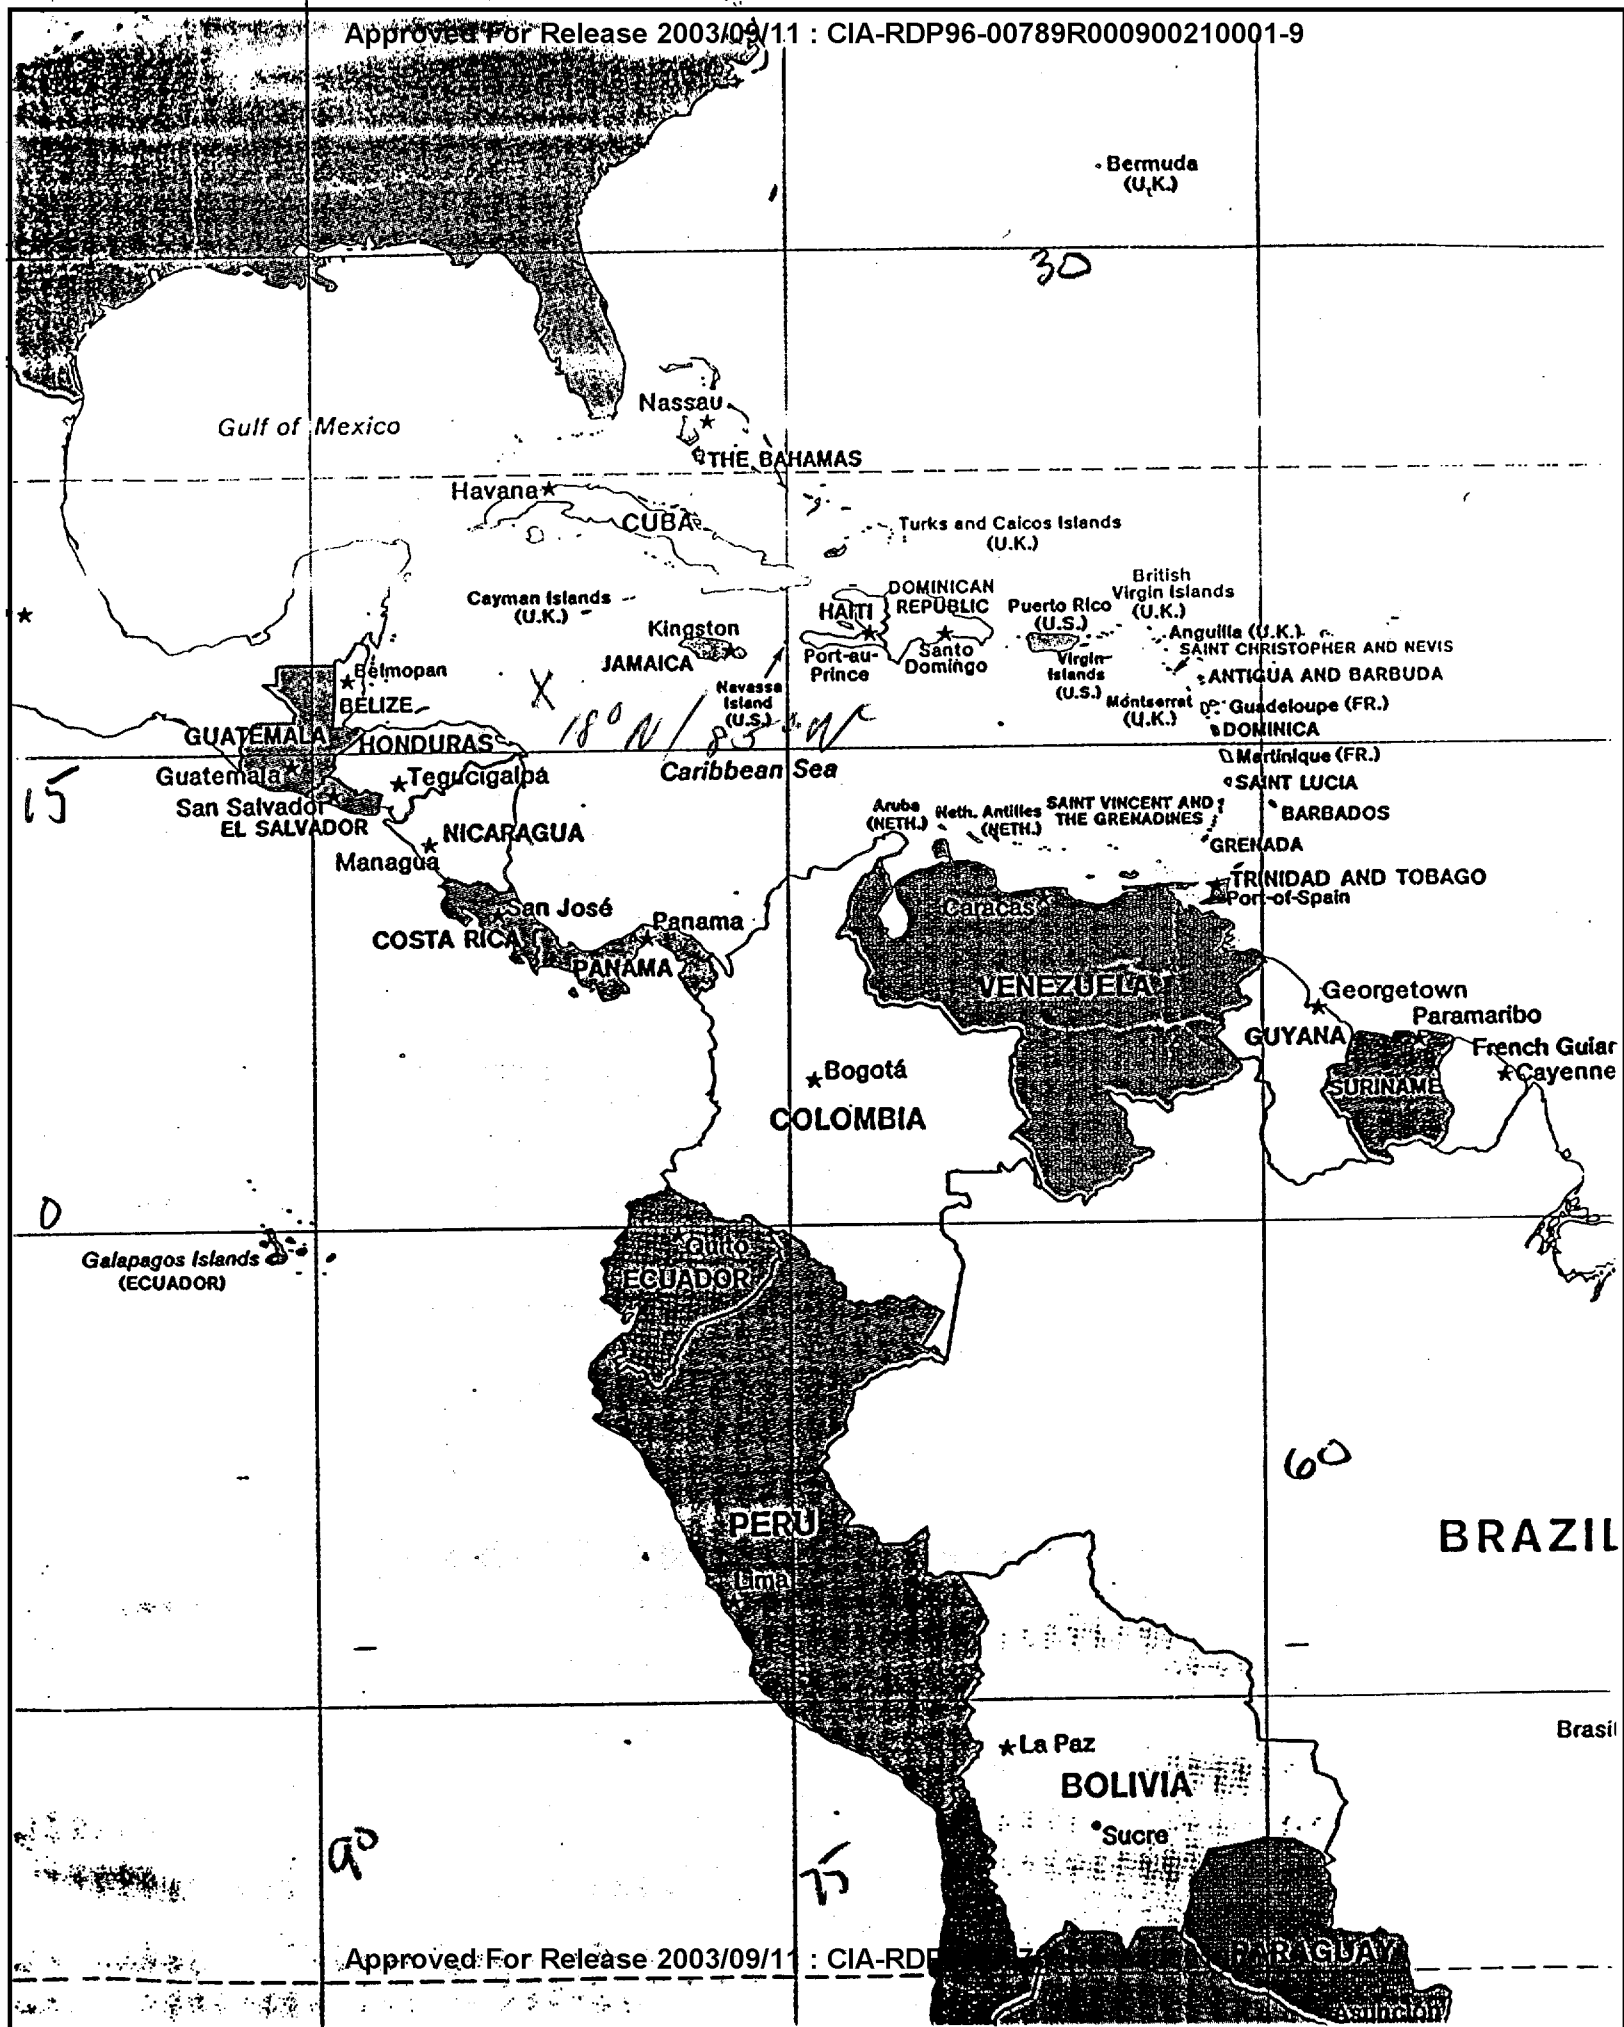 Approved For Release 2003/09/11 : CIA-RDP96-00789R000900210001-9
Bermuda
(U.K.)
30
Gulf of Mexico
Nassau
THE BAHAMAS
Havana
CUBA
Turks and Caicos Islands
(U.K.)
Cayman Islands
(U.K.)
HAITI
DOMINICAN
REPUBLIC
Puerto Rico
(U.S.)
British
Virgin Islands
(U.K.)
Kingston
JAMAICA
Port-au-
Prince
Santo
Domingo
Virgin
Islands
(U.S.)
Anguilla (U.K.)
SAINT CHRISTOPHER AND NEVIS
ANTIGUA AND BARBUDA
Belmopan
BELIZE
X
Navassa
Island
(U.S.)
Montserrat
(U.K.)
Guadeloupe (FR.)
DOMINICA
18° N / 83° W
GUATEMALA
HONDURAS
Caribbean Sea
Martinique (FR.)
15
Guatemala
Tegucigalpa
SAINT LUCIA
San Salvador
EL SALVADOR
Aruba
(NETH.)
Neth. Antilles
(NETH.)
SAINT VINCENT AND
THE GRENADINES
BARBADOS
NICARAGUA
Managua
GRENADA
TRINIDAD AND TOBAGO
Port-of-Spain
San José
COSTA RICA
Panama
PANAMA
Caracas
VENEZUELA
Georgetown
GUYANA
Paramaribo
SURINAME
French Guiar
Cayenne
Bogotá
COLOMBIA
0
Galapagos Islands
(ECUADOR)
Quito
ECUADOR
60
PERU
Lima
BRAZIL
La Paz
BOLIVIA
Sucre
Brasil
90
75
Approved For Release 2003/09/11 : CIA-RD
PARAGUAY
Asunción